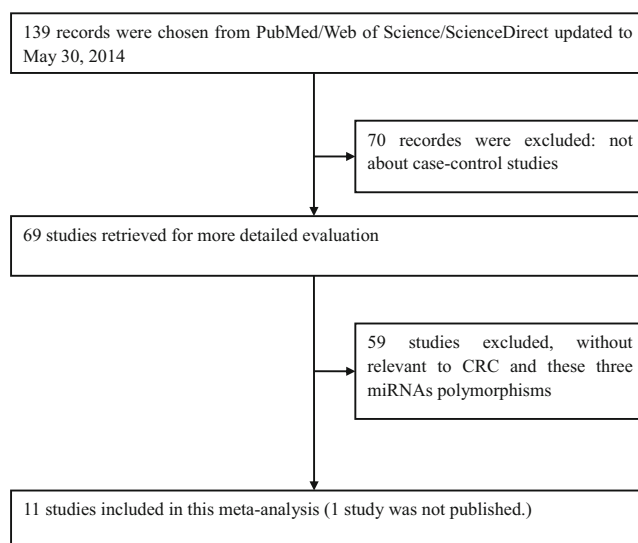 139 records were chosen from PubMed/Web of Science/ScienceDirect updated to
May 30, 2014
70 recordes were excluded: not
about case-control studies
69 studies retrieved for more detailed evaluation
59 studies excluded, without
relevant to CRC and these three
miRNAs polymorphisms
11 studies included in this meta-analysis (1 study was not published.)